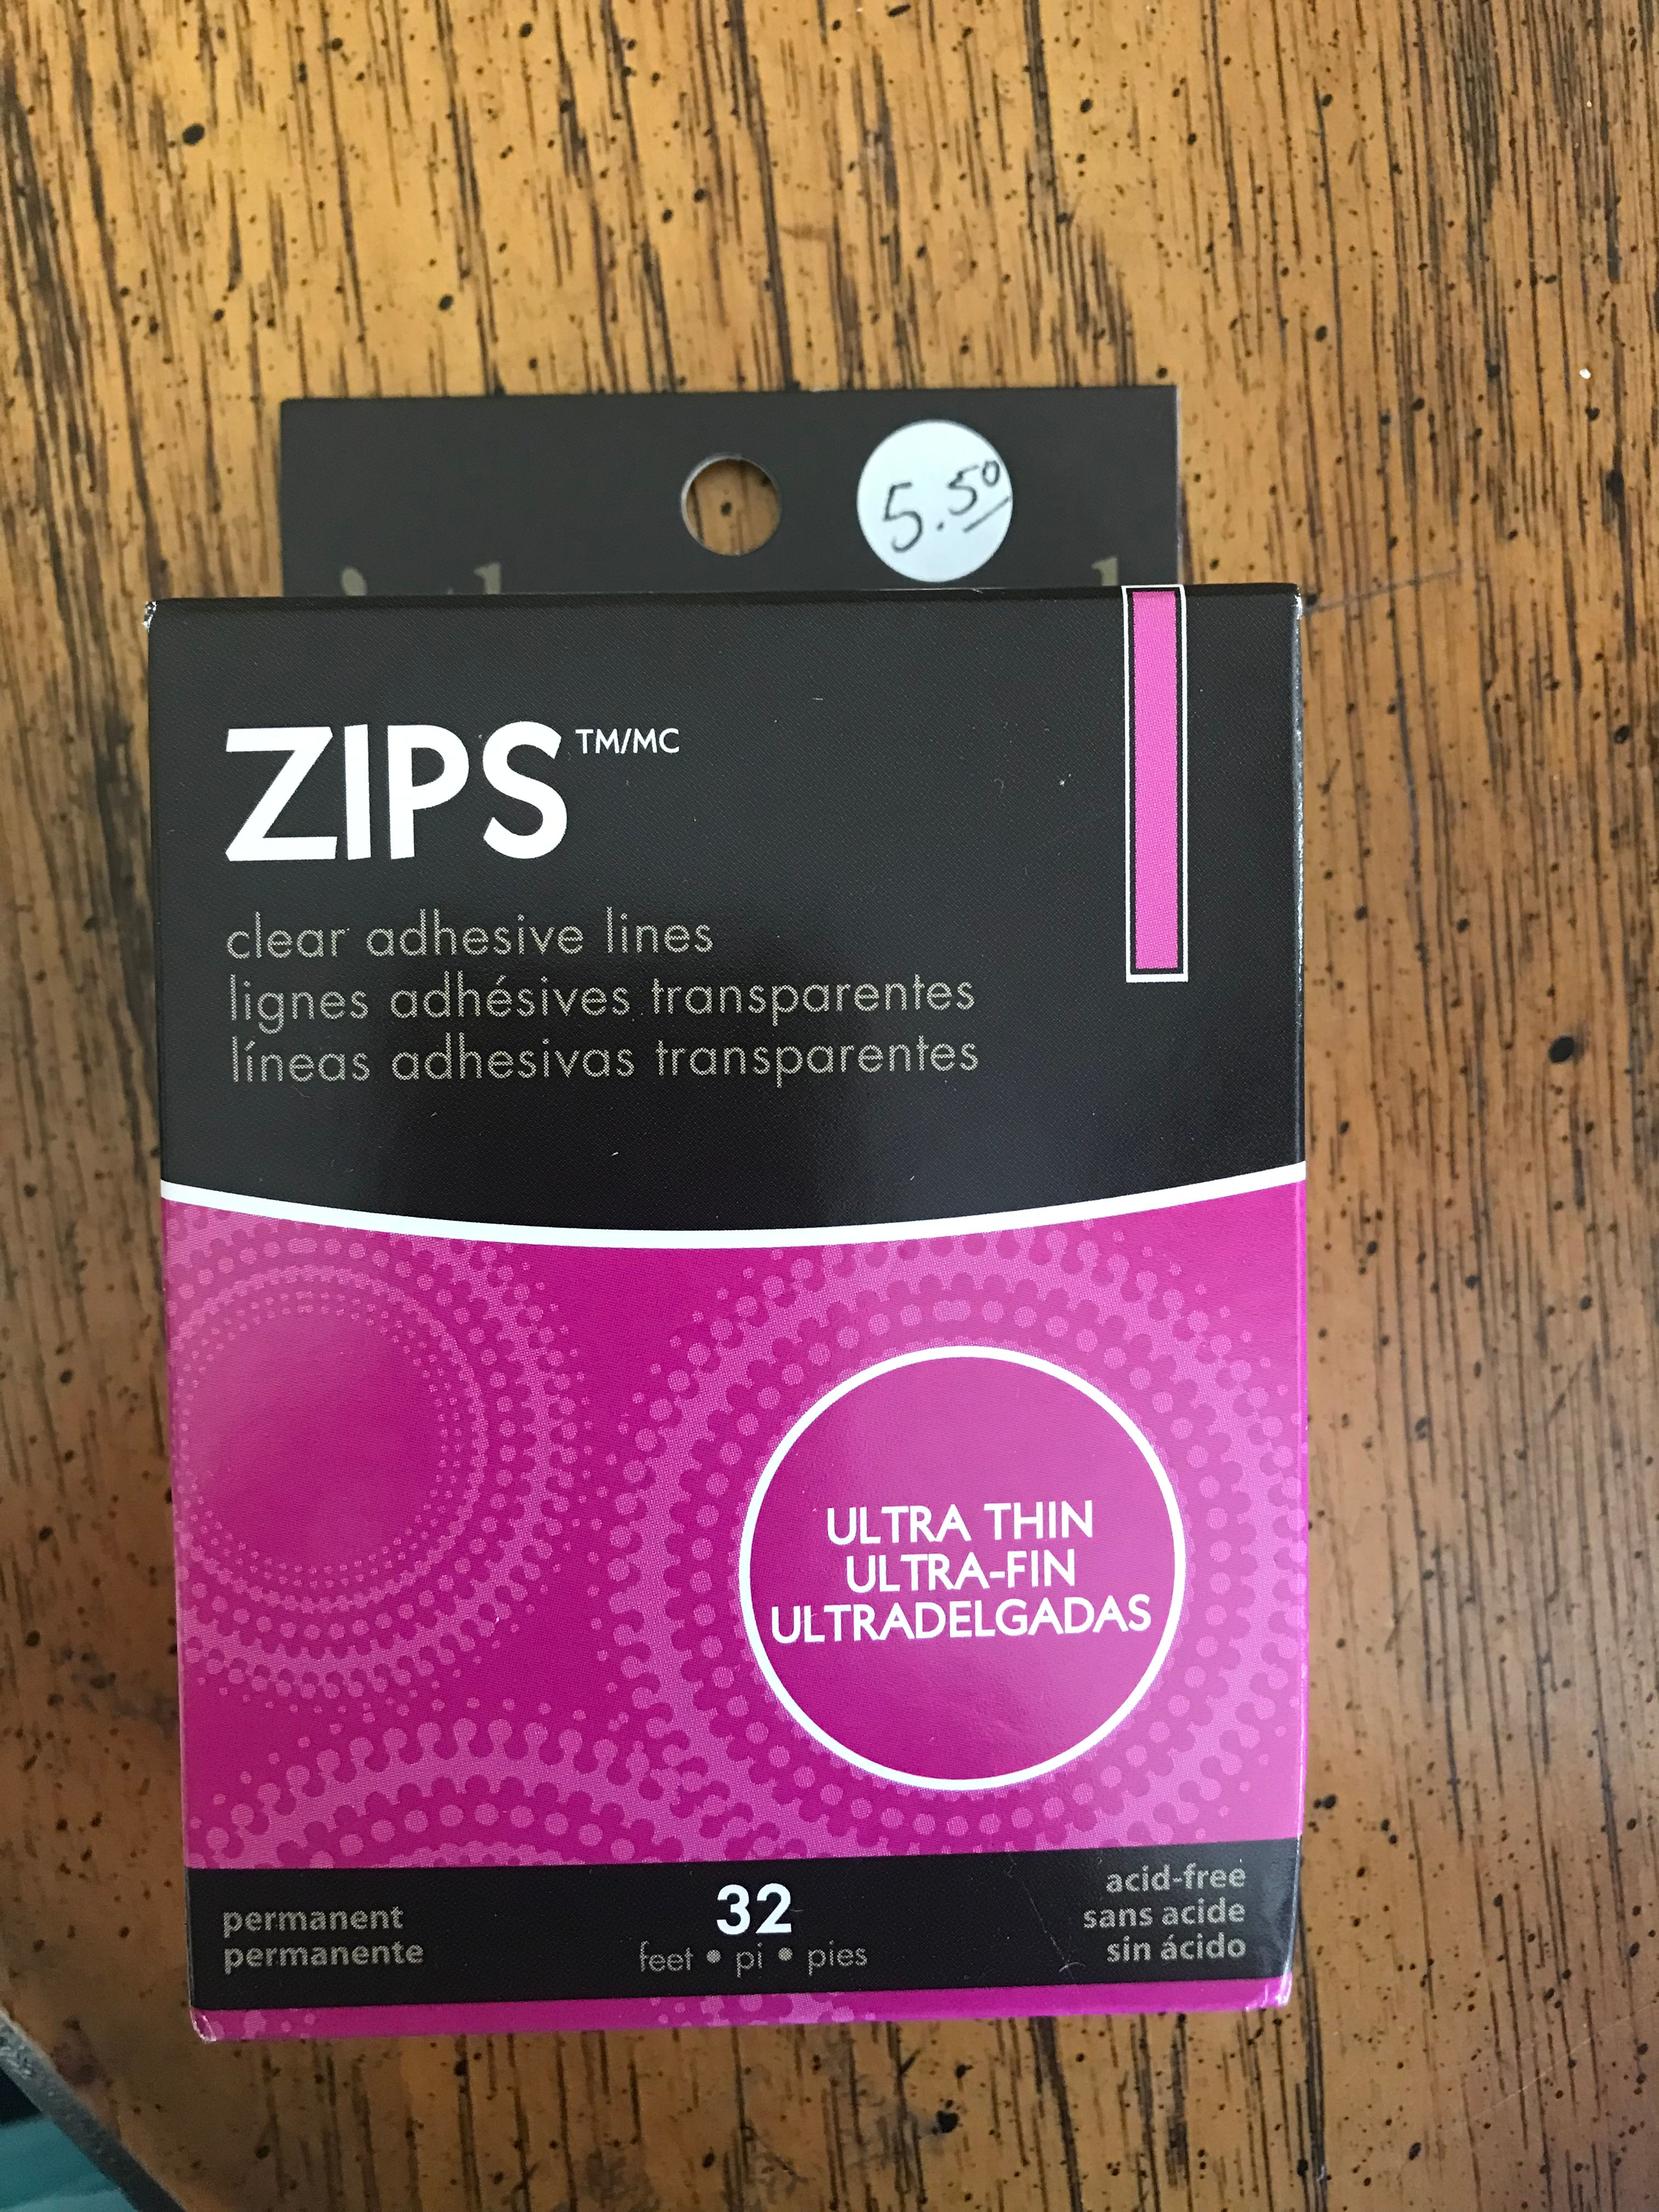 5.50
ZIPS TM/MC
clear adhesive lines
lignes adhésives transparentes
líneas adhesivas transparentes
ULTRA THIN
ULTRA-FIN
ULTRADELGADAS
permanent
permanente
32
feet • pi • pies
acid-free
sans acide
sin ácido